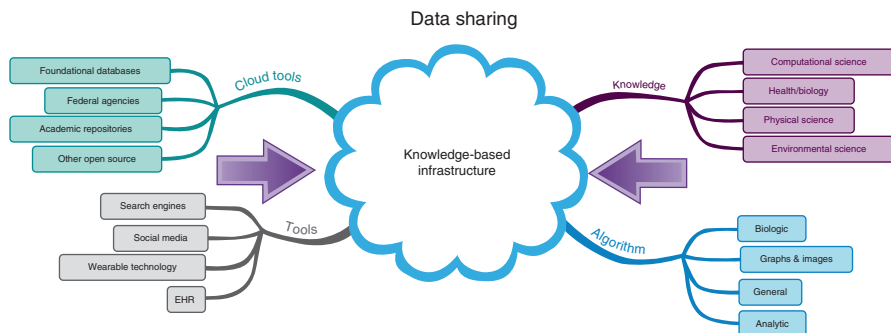 Data sharing
Cloud tools
Foundational databases
Federal agencies
Academic repositories
Other open source
Tools
Search engines
Social media
Wearable technology
EHR
Knowledge-based
infrastructure
Knowledge
Computational science
Health/biology
Physical science
Environmental science
Algorithm
Biologic
Graphs & images
General
Analytic